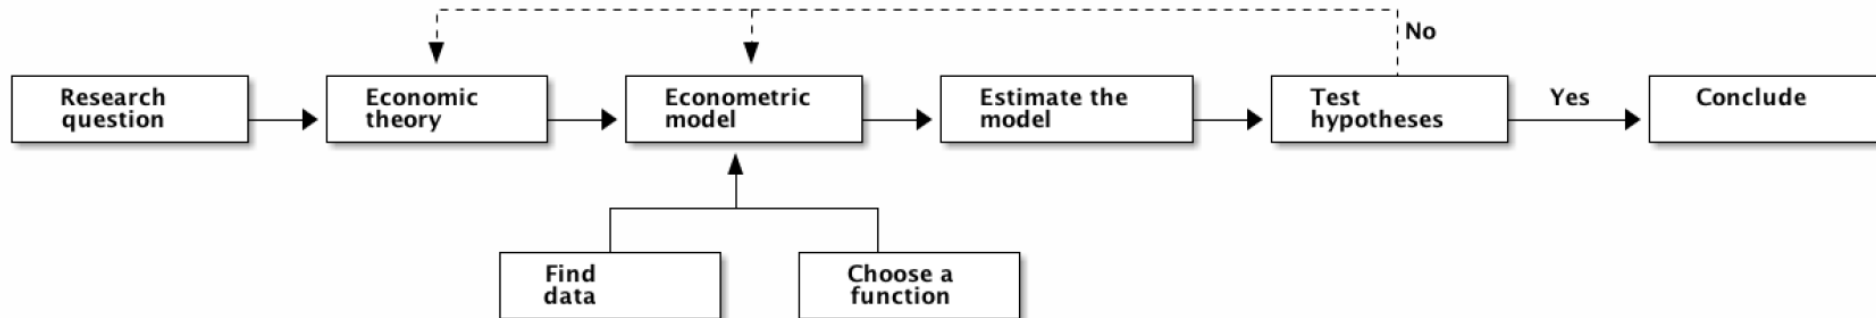 No
Research
question
Economic
theory
Econometric
model
Estimate the
model
Test
hypotheses
Yes
Conclude
Find
data
Choose a
function